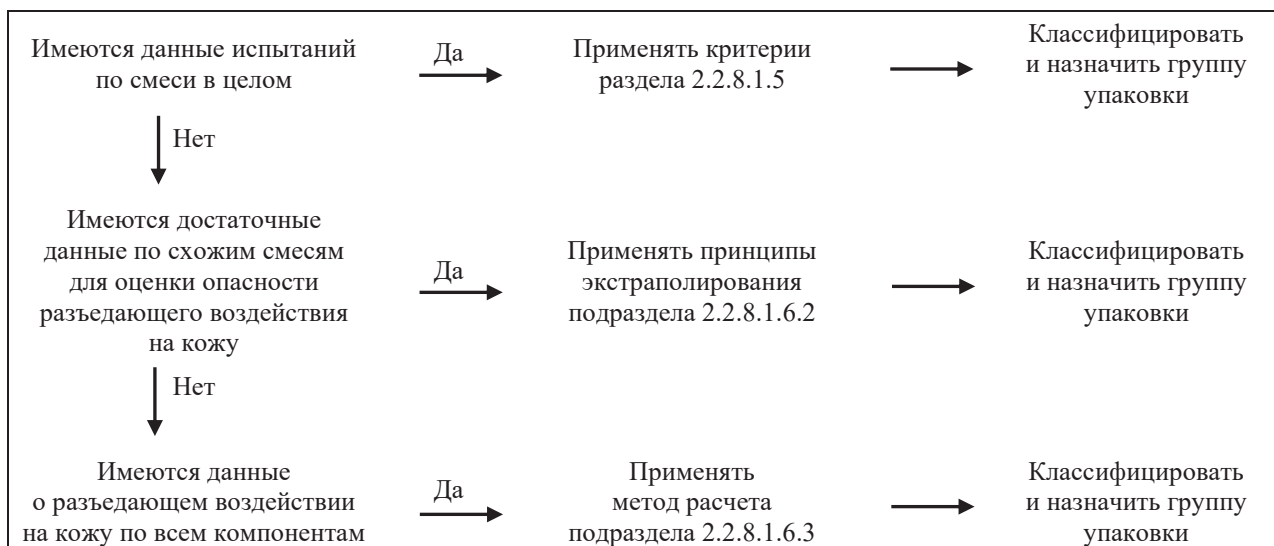 Имеются данные испытаний
по смеси в целом
Да
Применять критерии
раздела 2.2.8.1.5
Классифицировать
и назначить группу
упаковки
Нет
Имеются достаточные
данные по схожим смесям
для оценки опасности
разъедающего воздействия
на кожу
Да
Применять принципы
экстраполирования
подраздела 2.2.8.1.6.2
Классифицировать
и назначить группу
упаковки
Нет
Имеются данные
о разъедающем воздействии
на кожу по всем компонентам
Да
Применять
метод расчета
подраздела 2.2.8.1.6.3
Классифицировать
и назначить группу
упаковки